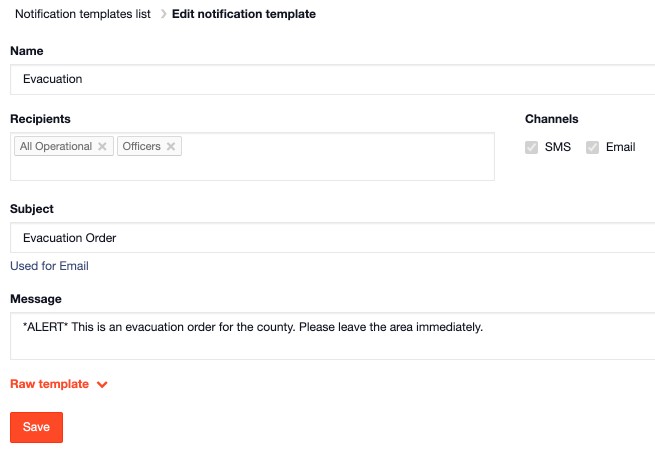 Notification templates list > Edit notification template
Name
Evacuation
Recipients
Channels
All Operational × Officers ×
SMS Email
Subject
Evacuation Order
Used for Email
Message
*ALERT* This is an evacuation order for the county. Please leave the area immediately.
Raw template
Save